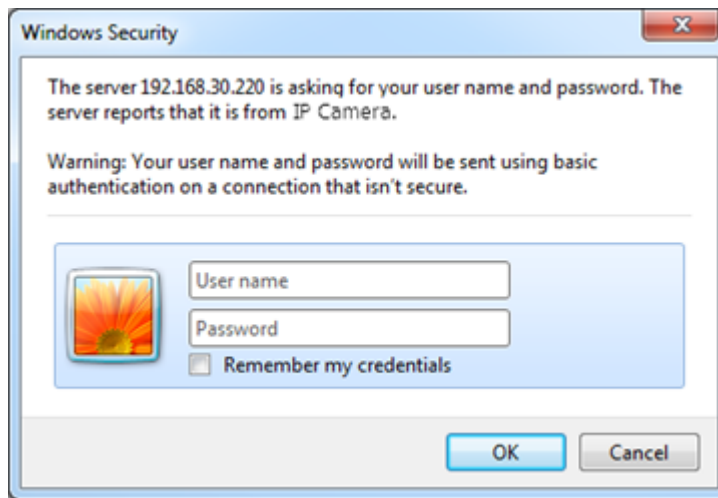 Windows Security
The server 192.168.30.220 is asking for your user name and password. The
server reports that it is from IP Camera.
Warning: Your user name and password will be sent using basic
authentication on a connection that isn't secure.
User name
Password
Remember my credentials
OK
Cancel